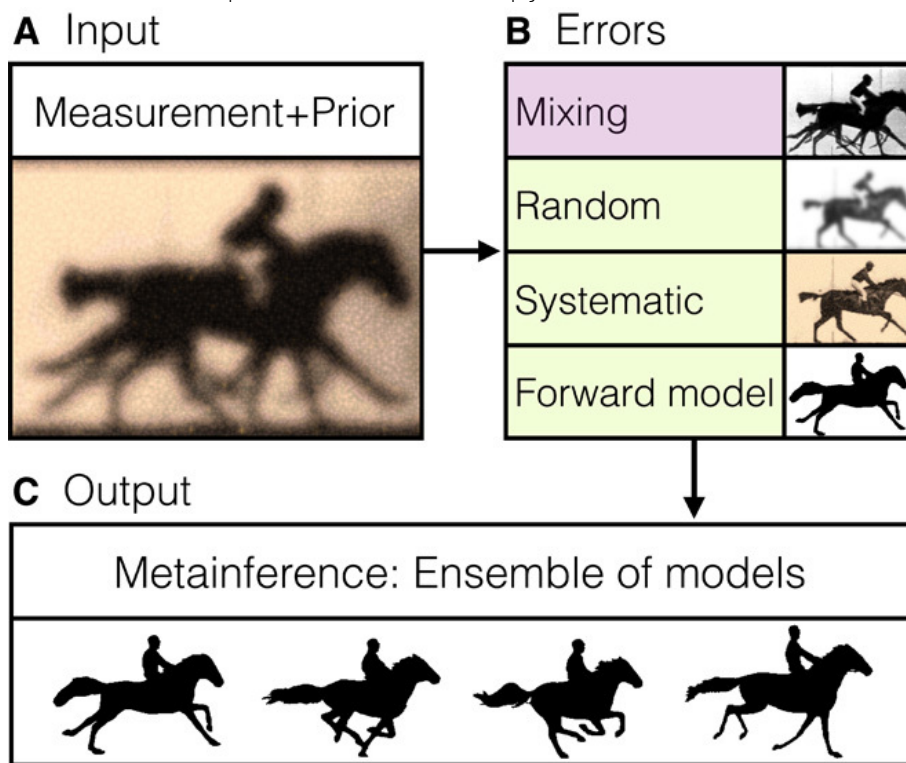 A Input
Measurement+Prior
B Errors
Mixing
Random
Systematic
Forward model
C Output
Metainference: Ensemble of models